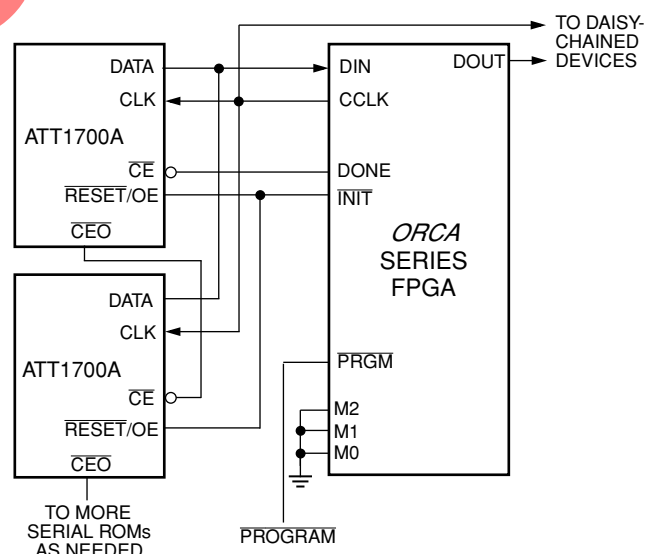 TO DAISY-
CHAINED
DEVICES
DATA
CLK
ATT1700A
CE
RESET/OE
CEO
DIN
DOUT
CCLK
DONE
INIT
ORCA
SERIES
FPGA
PRGM
M2
M1
M0
DATA
CLK
ATT1700A
CE
RESET/OE
CEO
TO MORE
SERIAL ROMs
AS NEEDED
PROGRAM